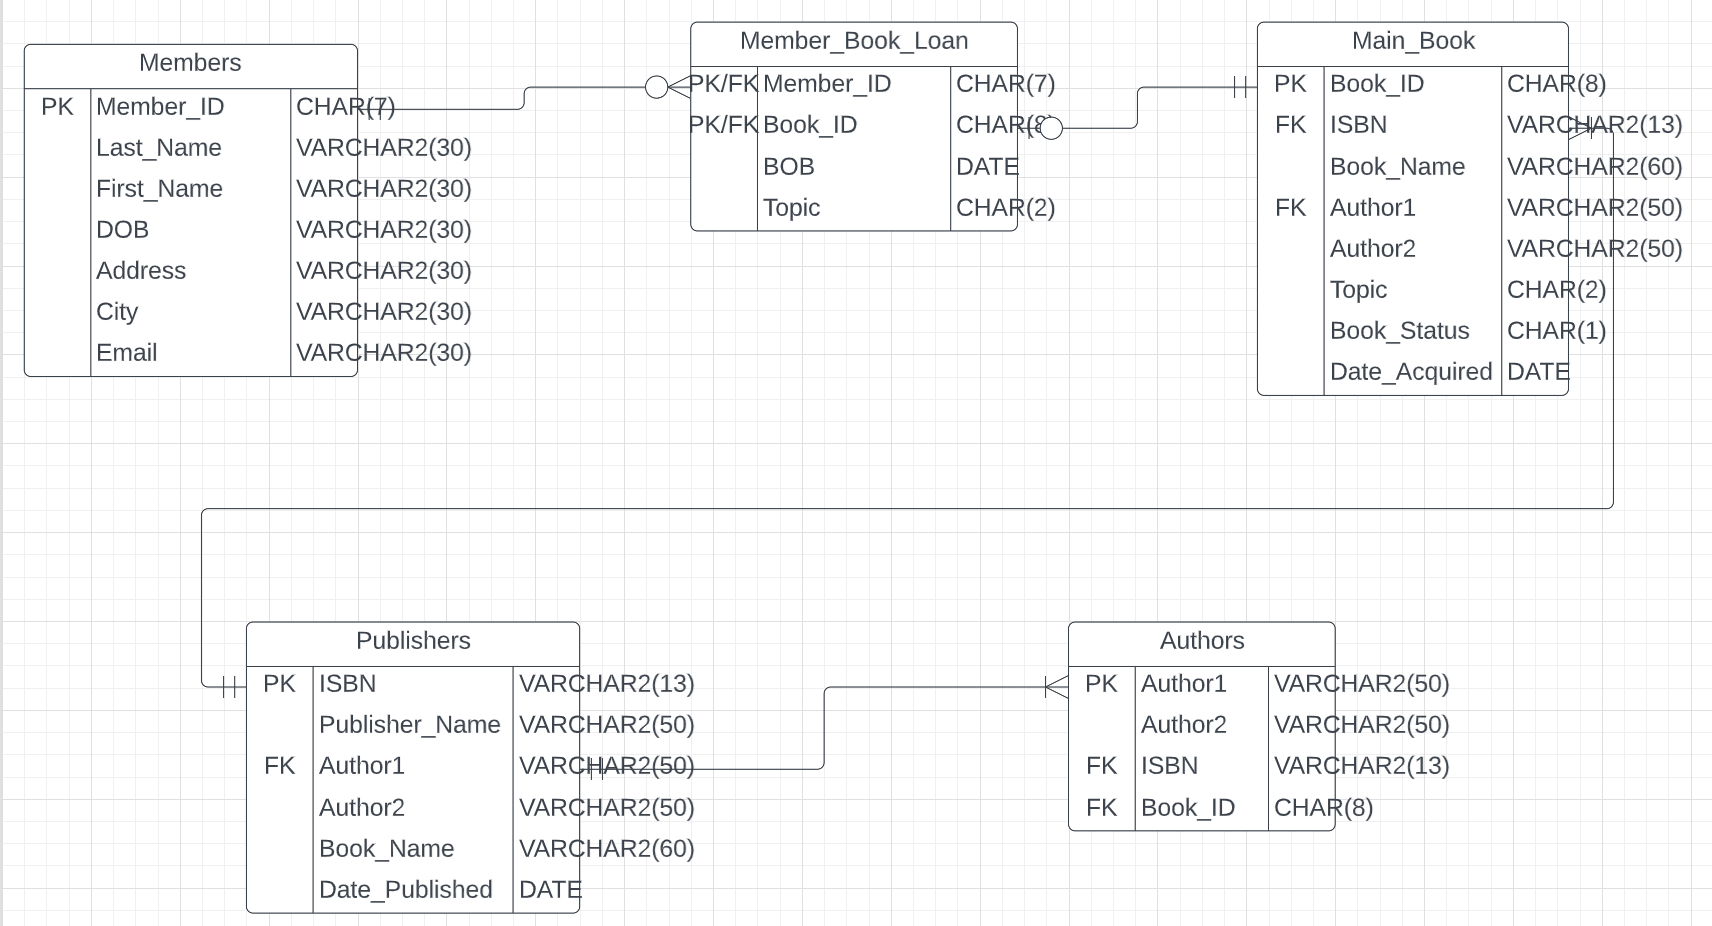 Members
PK Member_ID CHAR(7)
Last_Name VARCHAR2(30)
First_Name VARCHAR2(30)
DOB VARCHAR2(30)
Address VARCHAR2(30)
City VARCHAR2(30)
Email VARCHAR2(30)
Member_Book_Loan
PK/FK Member_ID CHAR(7)
PK/FK Book_ID CHAR(8)
BOB DATE
Topic CHAR(2)
Main_Book
PK Book_ID CHAR(8)
FK ISBN VARCHAR2(13)
Book_Name VARCHAR2(60)
FK Author1 VARCHAR2(50)
Author2 VARCHAR2(50)
Topic CHAR(2)
Book_Status CHAR(1)
Date_Acquired DATE
Publishers
PK ISBN VARCHAR2(13)
Publisher_Name VARCHAR2(50)
FK Author1 VARCHAR2(50)
Author2 VARCHAR2(50)
Book_Name VARCHAR2(60)
Date_Published DATE
Authors
PK Author1 VARCHAR2(50)
Author2 VARCHAR2(50)
FK ISBN VARCHAR2(13)
FK Book_ID CHAR(8)